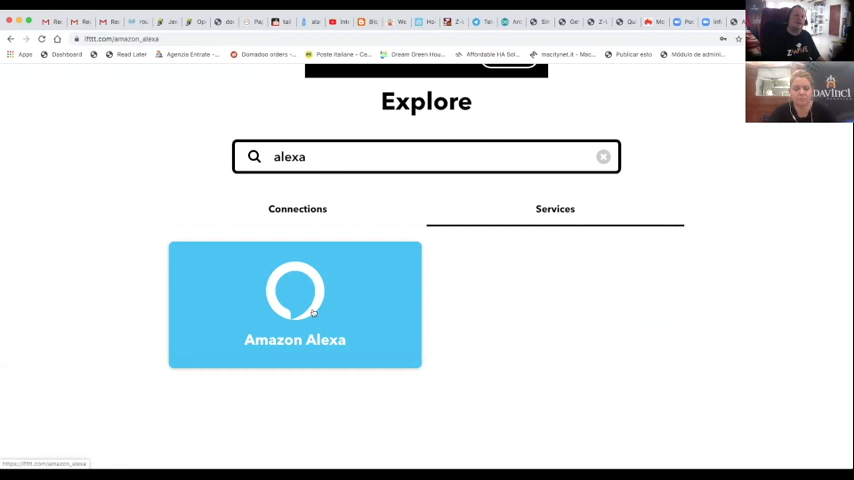 ifttt.com/amazon_alexa
Apps Dashboard Read Later Agenzia Entrate -... Domadoo orders -... Poste Italiane - Ce... Dream Green Hou... Affordable HA Sol... macitynet.it - Mac... Publicar esto Módulo de admini...
Explore
alexa
Connections Services
Amazon Alexa
https://ifttt.com/amazon_alexa
DAVINCI